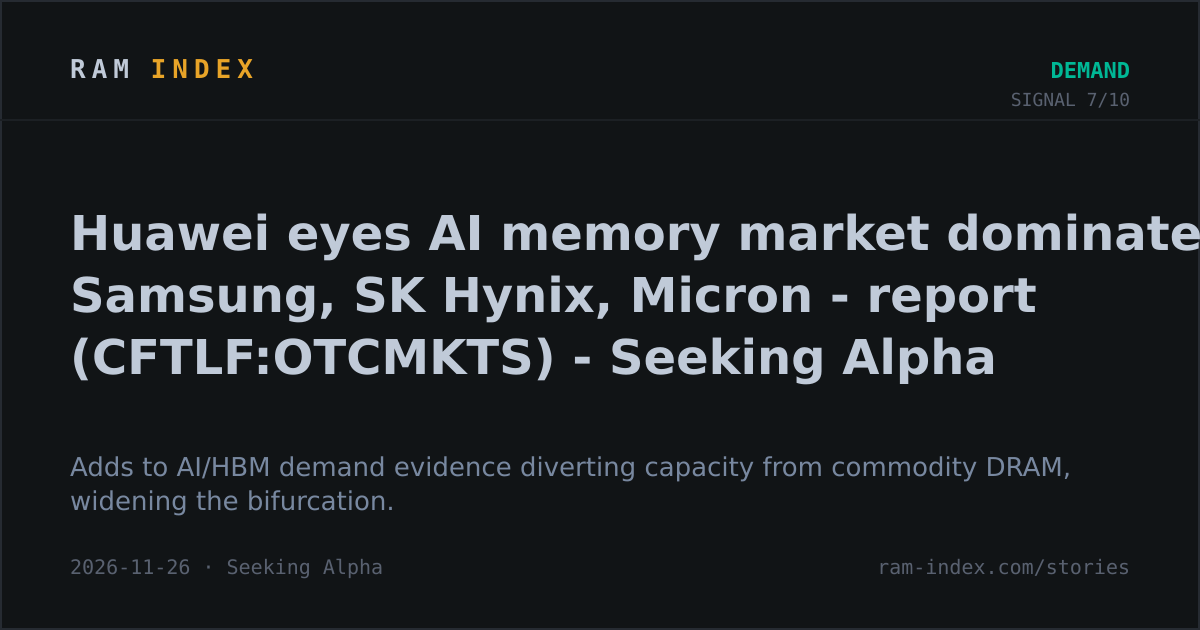 RAM INDEX
DEMAND
SIGNAL 7/10
Huawei eyes AI memory market dominate
Samsung, SK Hynix, Micron - report
(CFTLF:OTCMKTS) - Seeking Alpha
Adds to AI/HBM demand evidence diverting capacity from commodity DRAM,
widening the bifurcation.
2026-11-26 · Seeking Alpha
ram-index.com/stories